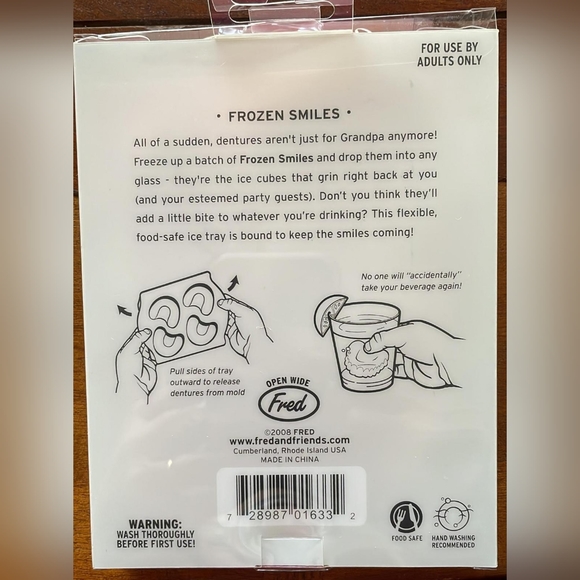 FOR USE BY
ADULTS ONLY
• FROZEN SMILES •
All of a sudden, dentures aren't just for Grandpa anymore!
Freeze up a batch of Frozen Smiles and drop them into any
glass - they're the ice cubes that grin right back at you
(and your esteemed party guests). Don't you think they'll
add a little bite to whatever you're drinking? This flexible,
food-safe ice tray is bound to keep the smiles coming!
No one will "accidentally"
take your beverage again!
Pull sides of tray
outward to release
dentures from mold
OPEN WIDE
Fred
©2008 FRED
www.fredandfriends.com
Cumberland, Rhode Island USA
MADE IN CHINA
7 28987 01633 2
WARNING:
WASH THOROUGHLY
BEFORE FIRST USE!
FOOD SAFE
HAND WASHING
RECOMMENDED